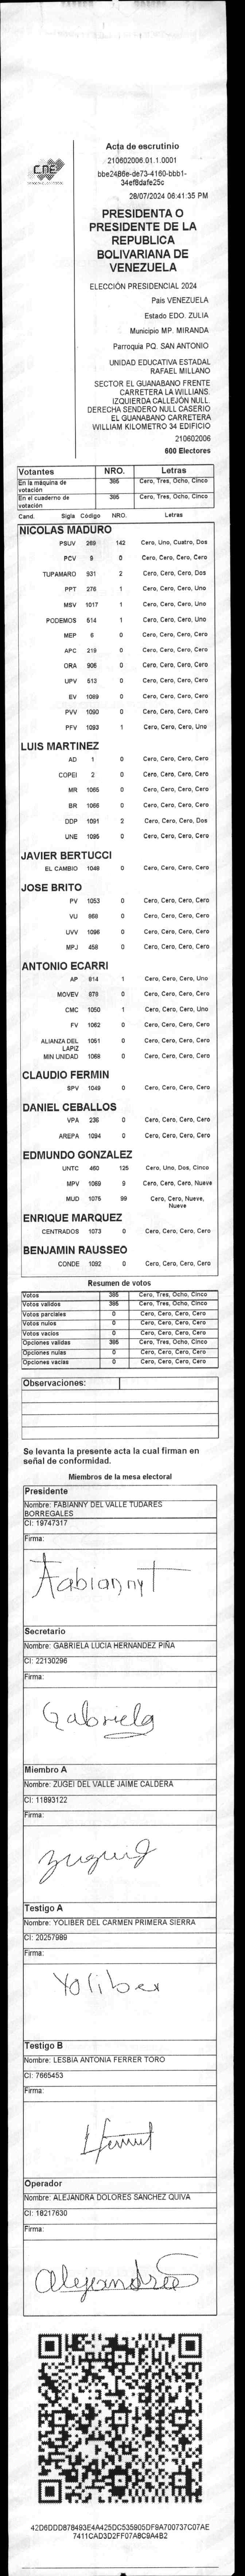 CNE
Acta de escrutinio
210602006.01.1.0001
bbe2486e-de73-4160-bbb1-
34ef8dafe25c
28/07/2024 06:41:35 PM
PRESIDENTA O
PRESIDENTE DE LA
REPUBLICA
BOLIVARIANA DE
VENEZUELA
ELECCIÓN PRESIDENCIAL 2024
País VENEZUELA
Estado EDO. ZULIA
Municipio MP. MIRANDA
Parroquia PQ. SAN ANTONIO
UNIDAD EDUCATIVA ESTADAL
RAFAEL MILLANO
SECTOR EL GUANABANO FRENTE
CARRETERA LA WILLIANS.
IZQUIERDA CALLEJÓN NULL.
DERECHA SENDERO NULL CASERIO
EL GUANABANO CARRETERA
WILLIAM KILOMETRO 34 EDIFICIO
210602006
600 Electores
Votantes NRO. Letras
En la máquina de votación 385 Cero, Tres, Ocho, Cinco
En el cuaderno de votación 385 Cero, Tres, Ocho, Cinco
Cand. Sigla Código NRO. Letras
NICOLAS MADURO
PSUV 269 142 Cero, Uno, Cuatro, Dos
PCV 9 0 Cero, Cero, Cero, Cero
TUPAMARO 931 2 Cero, Cero, Cero, Dos
PPT 276 1 Cero, Cero, Cero, Uno
MSV 1017 1 Cero, Cero, Cero, Uno
PODEMOS 514 1 Cero, Cero, Cero, Uno
MEP 6 0 Cero, Cero, Cero, Cero
APC 219 0 Cero, Cero, Cero, Cero
ORA 906 0 Cero, Cero, Cero, Cero
UPV 513 0 Cero, Cero, Cero, Cero
EV 1089 0 Cero, Cero, Cero, Cero
PVV 1090 0 Cero, Cero, Cero, Cero
PFV 1093 1 Cero, Cero, Cero, Uno
LUIS MARTINEZ
AD 1 0 Cero, Cero, Cero, Cero
COPEI 2 0 Cero, Cero, Cero, Cero
MR 1065 0 Cero, Cero, Cero, Cero
BR 1066 0 Cero, Cero, Cero, Cero
DDP 1091 2 Cero, Cero, Cero, Dos
UNE 1095 0 Cero, Cero, Cero, Cero
JAVIER BERTUCCI
EL CAMBIO 1048 0 Cero, Cero, Cero, Cero
JOSE BRITO
PV 1053 0 Cero, Cero, Cero, Cero
VU 868 0 Cero, Cero, Cero, Cero
UVV 1096 0 Cero, Cero, Cero, Cero
MPJ 458 0 Cero, Cero, Cero, Cero
ANTONIO ECARRI
AP 814 1 Cero, Cero, Cero, Uno
MOVEV 878 0 Cero, Cero, Cero, Cero
CMC 1050 1 Cero, Cero, Cero, Uno
FV 1062 0 Cero, Cero, Cero, Cero
ALIANZA DEL LAPIZ 1051 0 Cero, Cero, Cero, Cero
MIN UNIDAD 1068 0 Cero, Cero, Cero, Cero
CLAUDIO FERMIN
SPV 1049 0 Cero, Cero, Cero, Cero
DANIEL CEBALLOS
VPA 236 0 Cero, Cero, Cero, Cero
AREPA 1094 0 Cero, Cero, Cero, Cero
EDMUNDO GONZALEZ
UNTC 460 125 Cero, Uno, Dos, Cinco
MPV 1069 9 Cero, Cero, Cero, Nueve
MUD 1075 99 Cero, Cero, Nueve, Nueve
ENRIQUE MARQUEZ
CENTRADOS 1073 0 Cero, Cero, Cero, Cero
BENJAMIN RAUSSEO
CONDE 1092 0 Cero, Cero, Cero, Cero
Resumen de votos
Votos 385 Cero, Tres, Ocho, Cinco
Votos validos 385 Cero, Tres, Ocho, Cinco
Votos parciales 0 Cero, Cero, Cero, Cero
Votos nulos 0 Cero, Cero, Cero, Cero
Votos vacios 0 Cero, Cero, Cero, Cero
Opciones validas 385 Cero, Tres, Ocho, Cinco
Opciones nulas 0 Cero, Cero, Cero, Cero
Opciones vacias 0 Cero, Cero, Cero, Cero
Observaciones:
Se levanta la presente acta la cual firman en
señal de conformidad.
Miembros de la mesa electoral
Presidente
Nombre: FABIANNY DEL VALLE TUDARES
BORREGALES
CI: 19747317
Firma:
Fabianny T
Secretario
Nombre: GABRIELA LUCIA HERNANDEZ PIÑA
CI: 22130296
Firma:
Gabriela
Miembro A
Nombre: ZUGEI DEL VALLE JAIME CALDERA
CI: 11893122
Firma:
Testigo A
Nombre: YOLIBER DEL CARMEN PRIMERA SIERRA
CI: 20257989
Firma:
Yoliber
Testigo B
Nombre: LESBIA ANTONIA FERRER TORO
CI: 7665453
Firma:
Operador
Nombre: ALEJANDRA DOLORES SANCHEZ QUIVA
CI: 18217630
Firma:
Alejandra S
42D6DDD878493E4A425DC535905DF9A700737C07AE
7411CAD3D2FF07A8C9A4B2